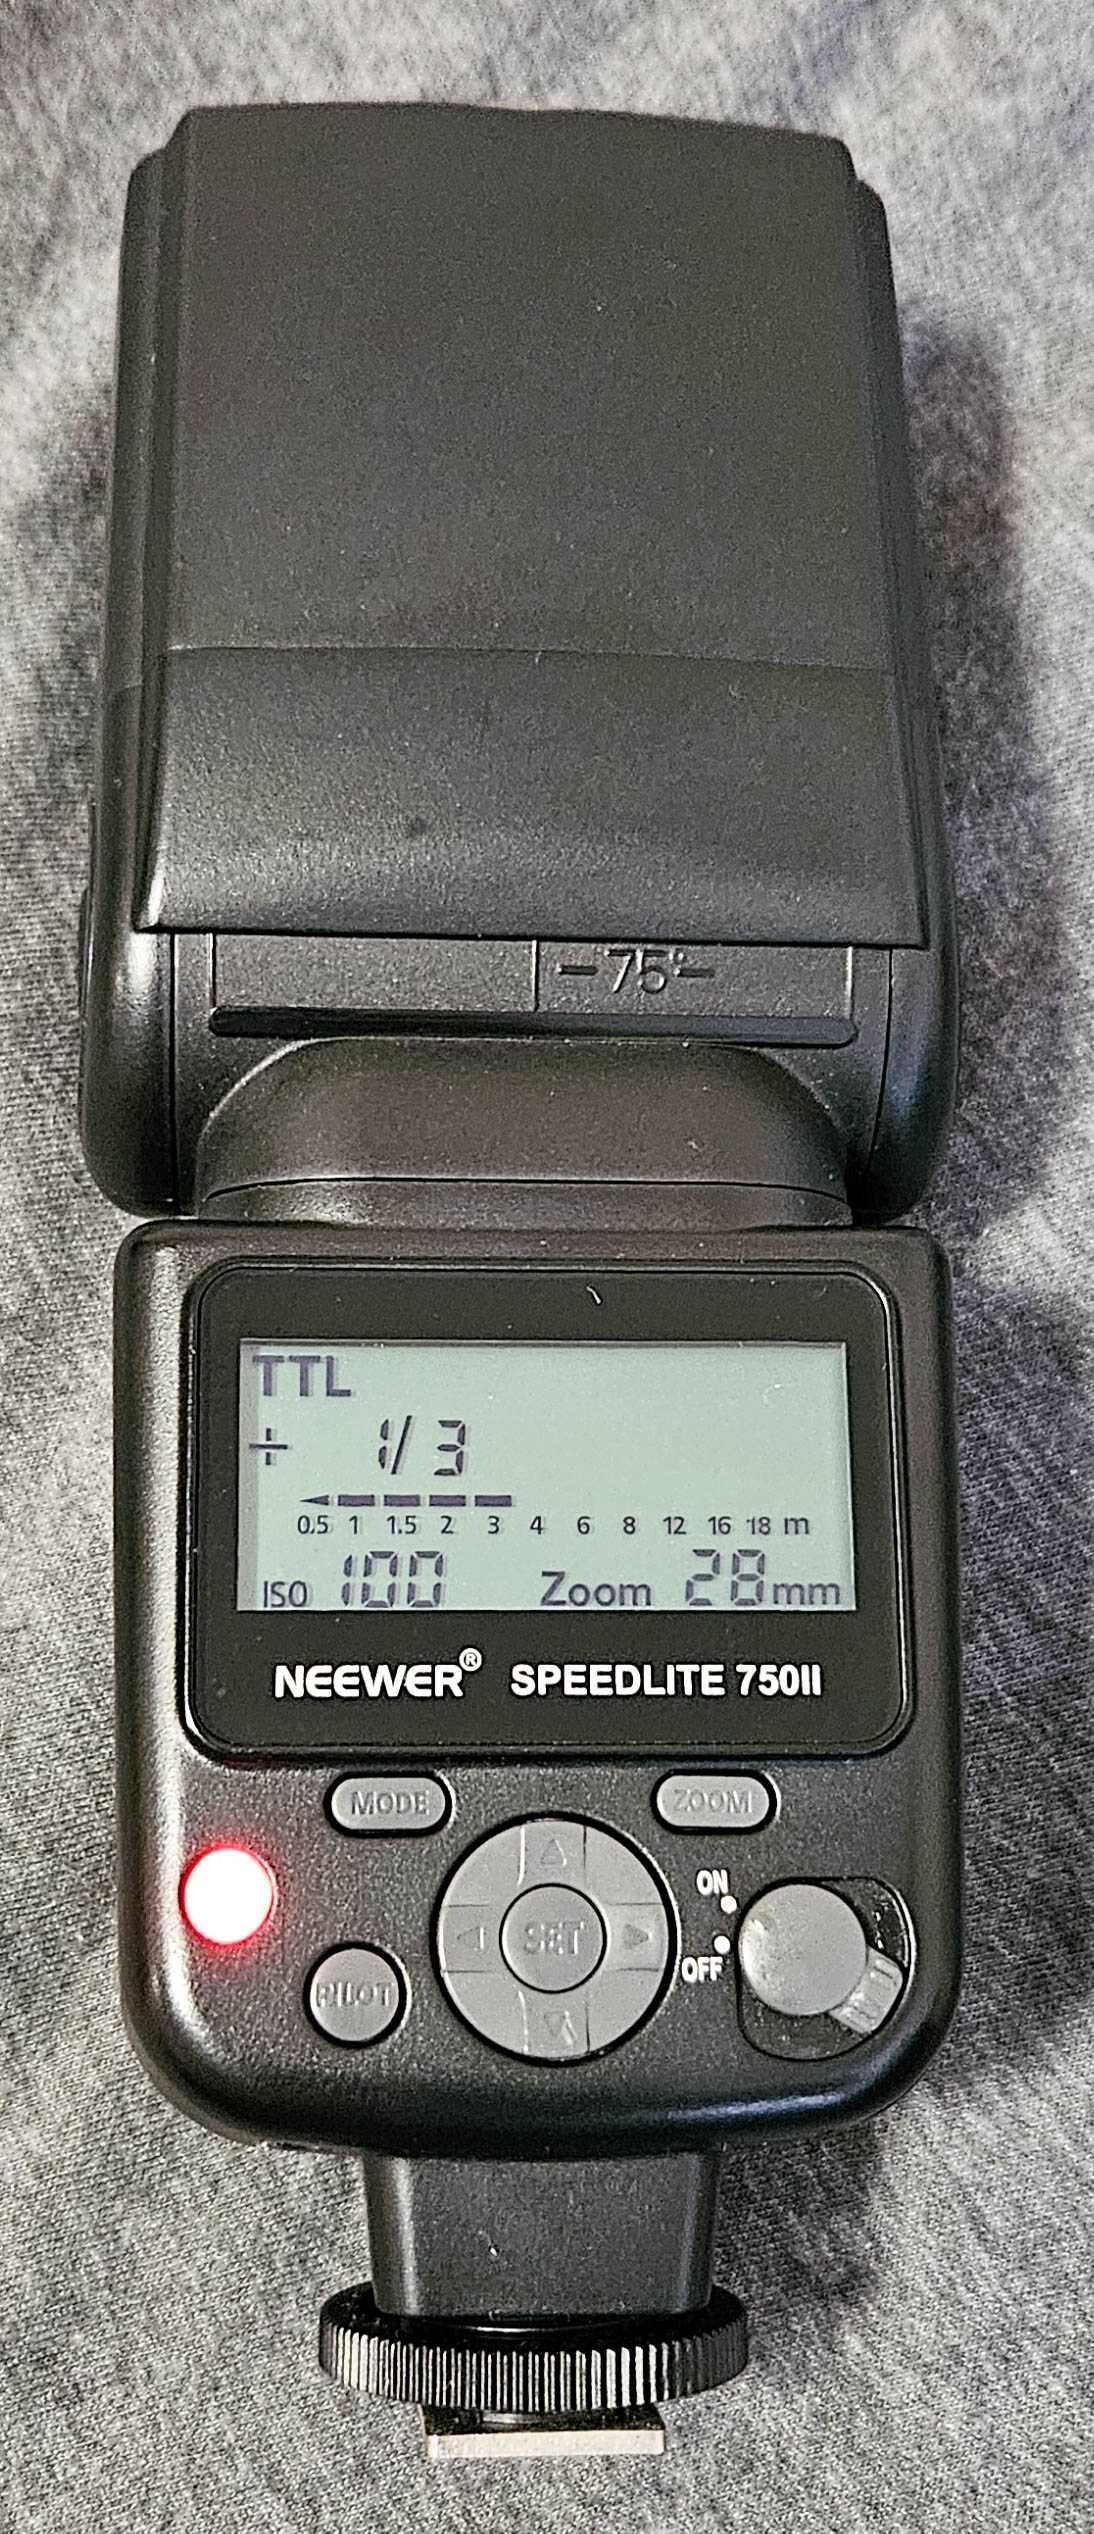 -75°-
TTL
÷ 1/3
0.5 1 1.5 2 3 4 6 8 12 16 18 m
ISO 100 Zoom 28mm
NEEWER® SPEEDLITE 750II
MODE ZOOM
ON
SET
OFF
PILOT